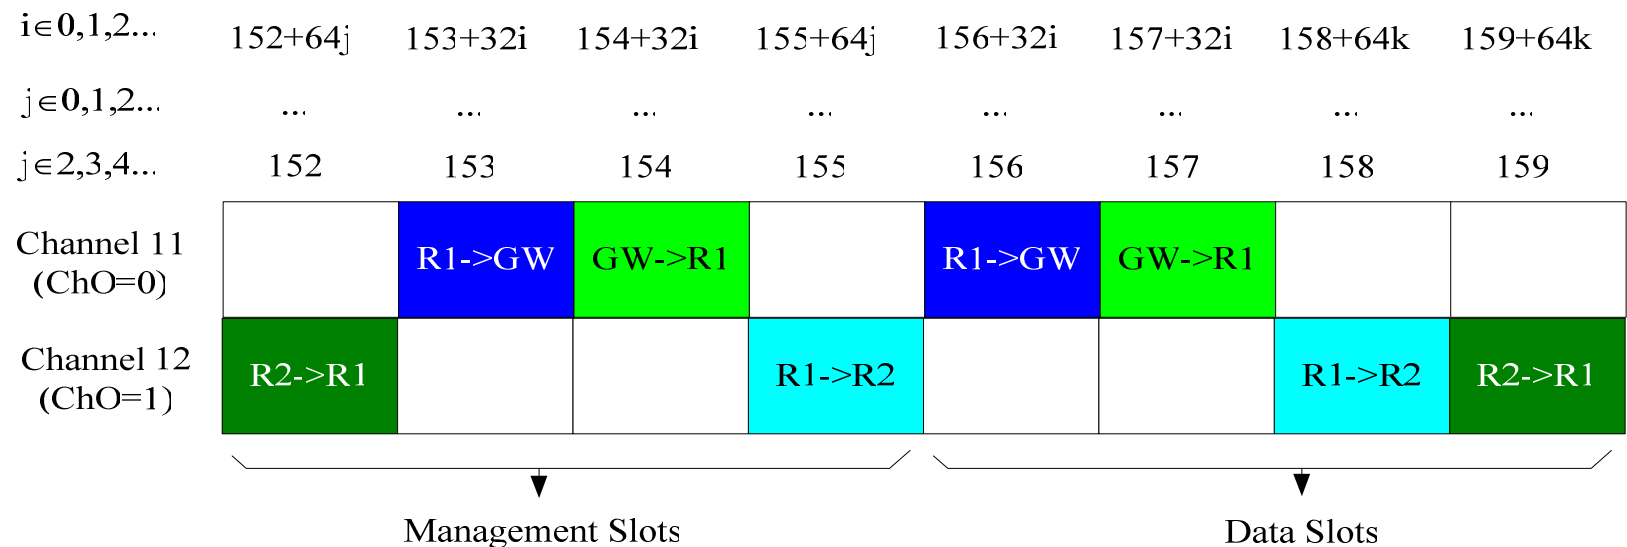 i∈0,1,2... 152+64j 153+32i 154+32i 155+64j 156+32i 157+32i 158+64k 159+64k
j∈0,1,2... ... ... ... ... ... ... ... ...
j∈2,3,4... 152 153 154 155 156 157 158 159
Channel 11
(ChO=0)
R1->GW GW->R1 R1->GW GW->R1
Channel 12
(ChO=1)
R2->R1 R1->R2 R1->R2 R2->R1
Management Slots Data Slots